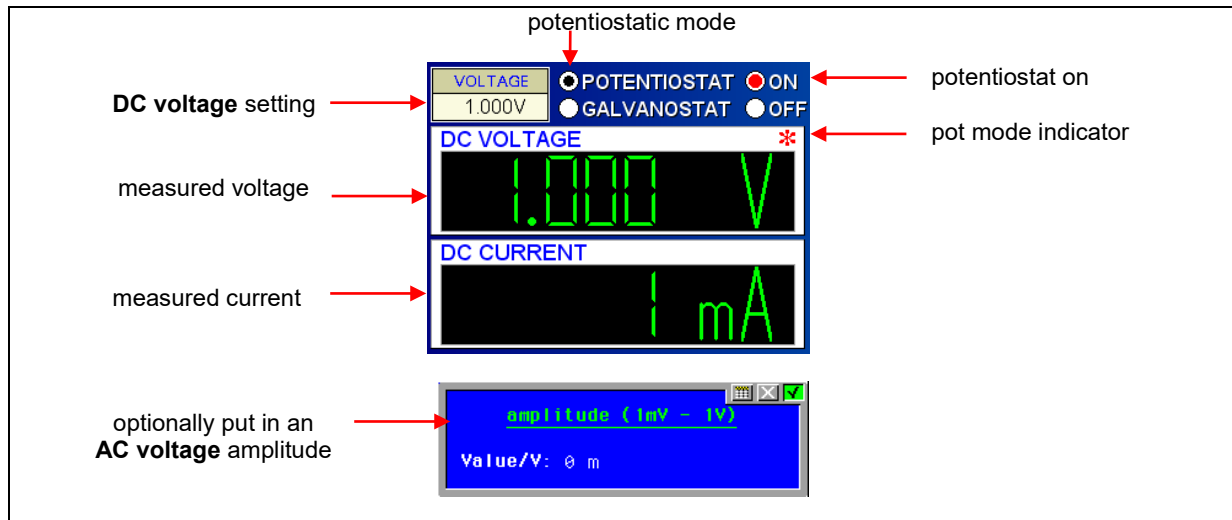 potentiostatic mode
VOLTAGE
1.000V
POTENTIOSTAT
ON
GALVANOSTAT
OFF
DC voltage setting
potentiostat on
DC VOLTAGE
*
pot mode indicator
measured voltage
1.000 V
DC CURRENT
measured current
1 mA
optionally put in an
AC voltage amplitude
amplitude (1mV - 1V)
Value/V: 0 m